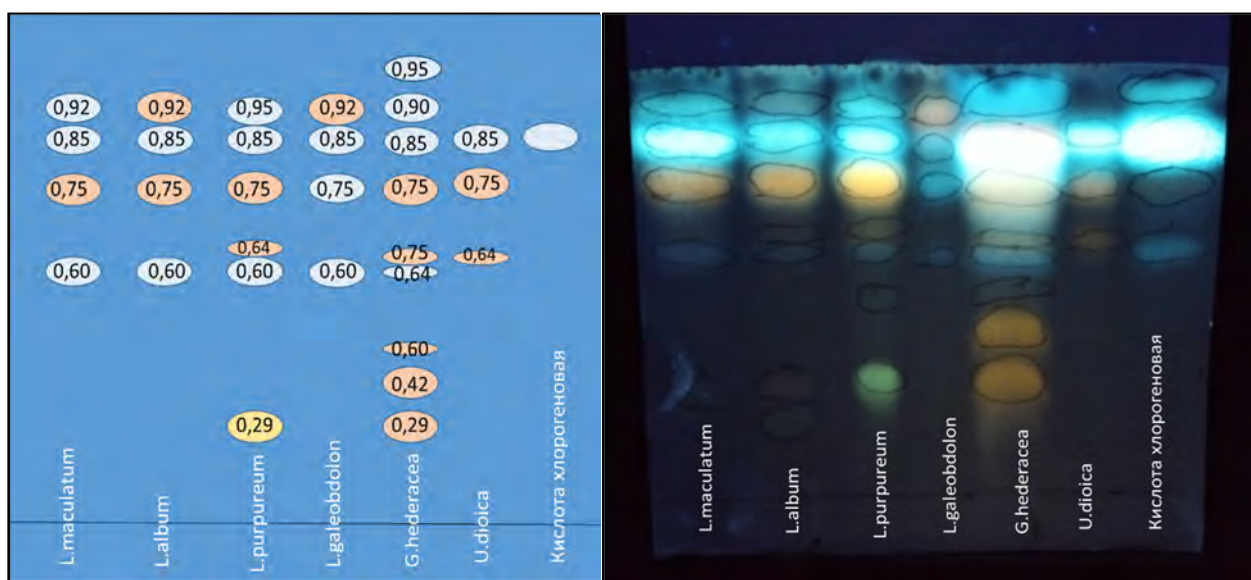 0,95
0,92 0,92 0,95 0,92 0,90
0,85 0,85 0,85 0,85 0,85 0,85
0,75 0,75 0,75 0,75 0,75 0,75
0,64 0,75 0,64
0,60 0,60 0,60 0,60 0,64
0,60
0,42
0,29 0,29
L.maculatum
L.album
L.purpureum
L.galeobdolon
G.hederacea
U.dioica
Кислота хлорогеновая
L.maculatum
L.album
L.purpureum
L.galeobdolon
G.hederacea
U.dioica
Кислота хлорогеновая